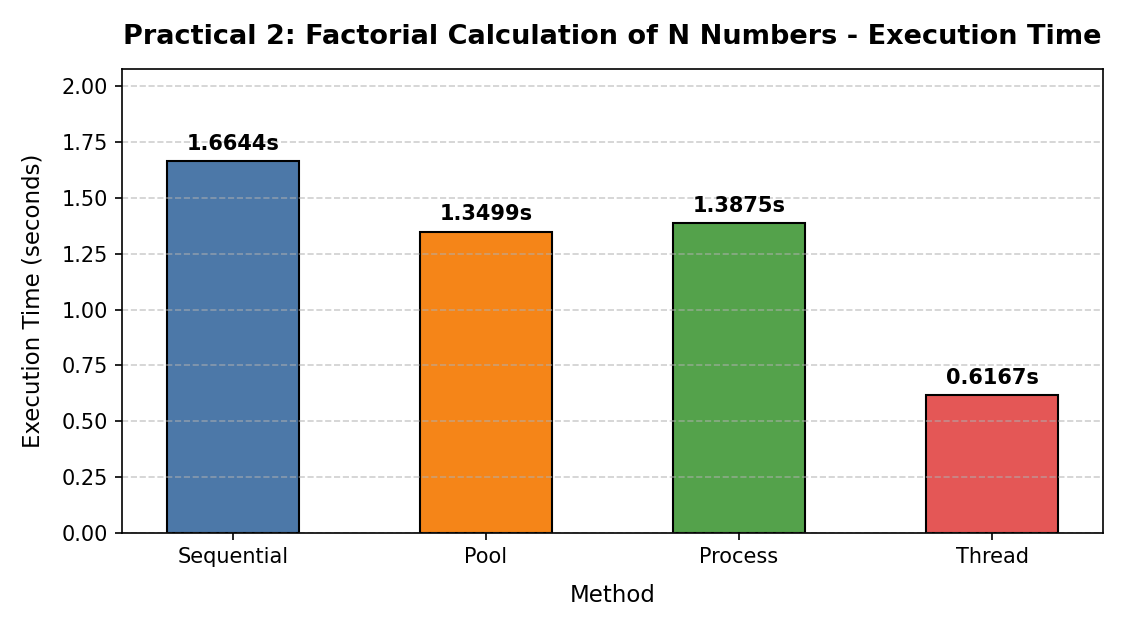 Practical 2: Factorial Calculation of N Numbers - Execution Time
Execution Time (seconds)
2.00
1.75
1.50
1.25
1.00
0.75
0.50
0.25
0.00
1.6644s
1.3499s
1.3875s
0.6167s
Sequential
Pool
Process
Thread
Method